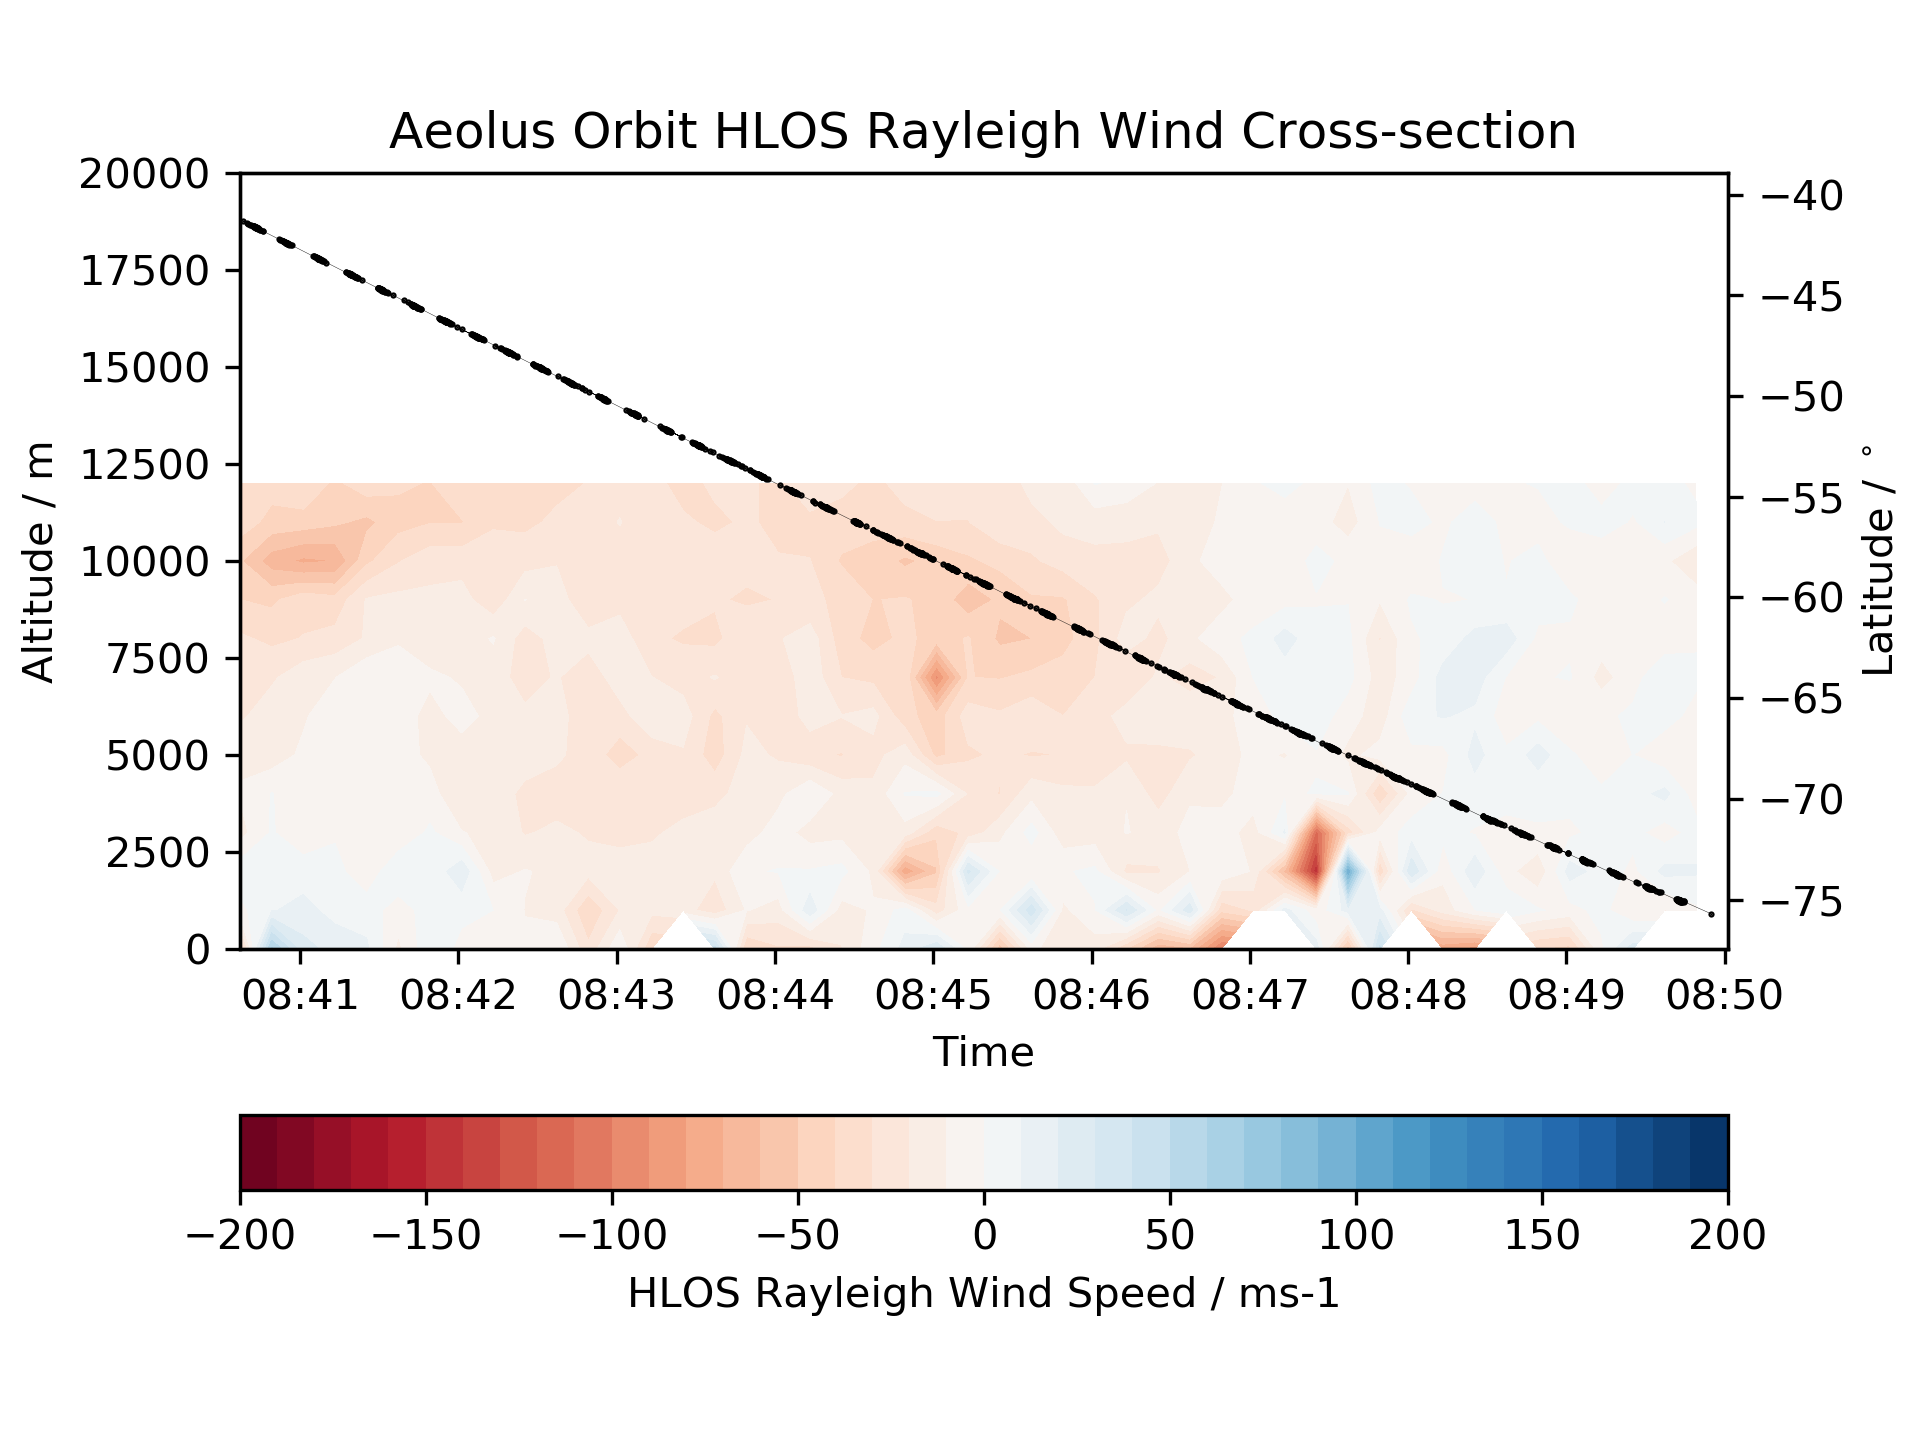 Aeolus Orbit HLOS Rayleigh Wind Cross-section
20000
17500
15000
12500
10000
7500
5000
2500
0
Altitude / m
−40
−45
−50
−55
−60
−65
−70
−75
Latitude / °
08:41 08:42 08:43 08:44 08:45 08:46 08:47 08:48 08:49 08:50
Time
−200 −150 −100 −50 0 50 100 150 200
HLOS Rayleigh Wind Speed / ms-1